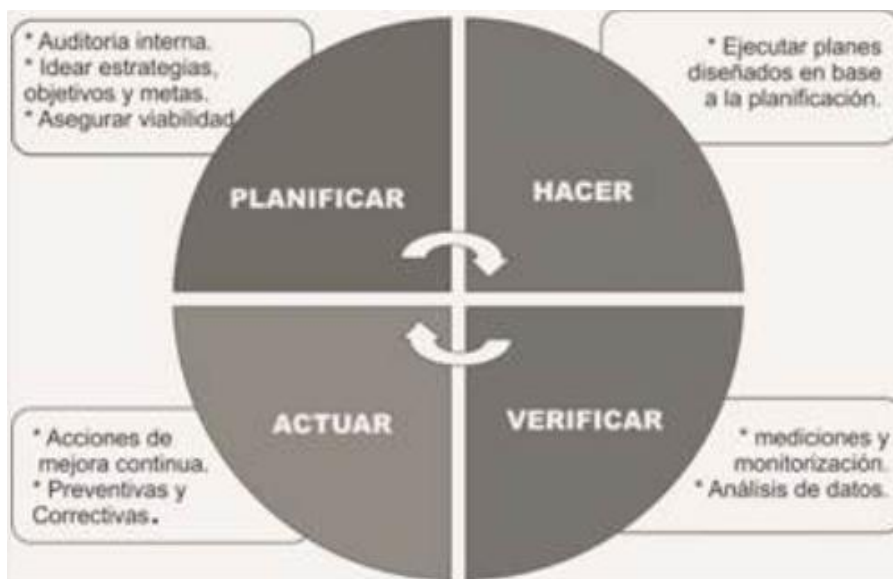 * Auditoria interna.
* Idear estrategias,
objetivos y metas.
* Asegurar viabilidad
* Ejecutar planes
diseñados en base
a la planificación.
PLANIFICAR
HACER
ACTUAR
VERIFICAR
* Acciones de
mejora continua.
* Preventivas y
Correctivas.
* mediciones y
monitorización.
* Análisis de datos.